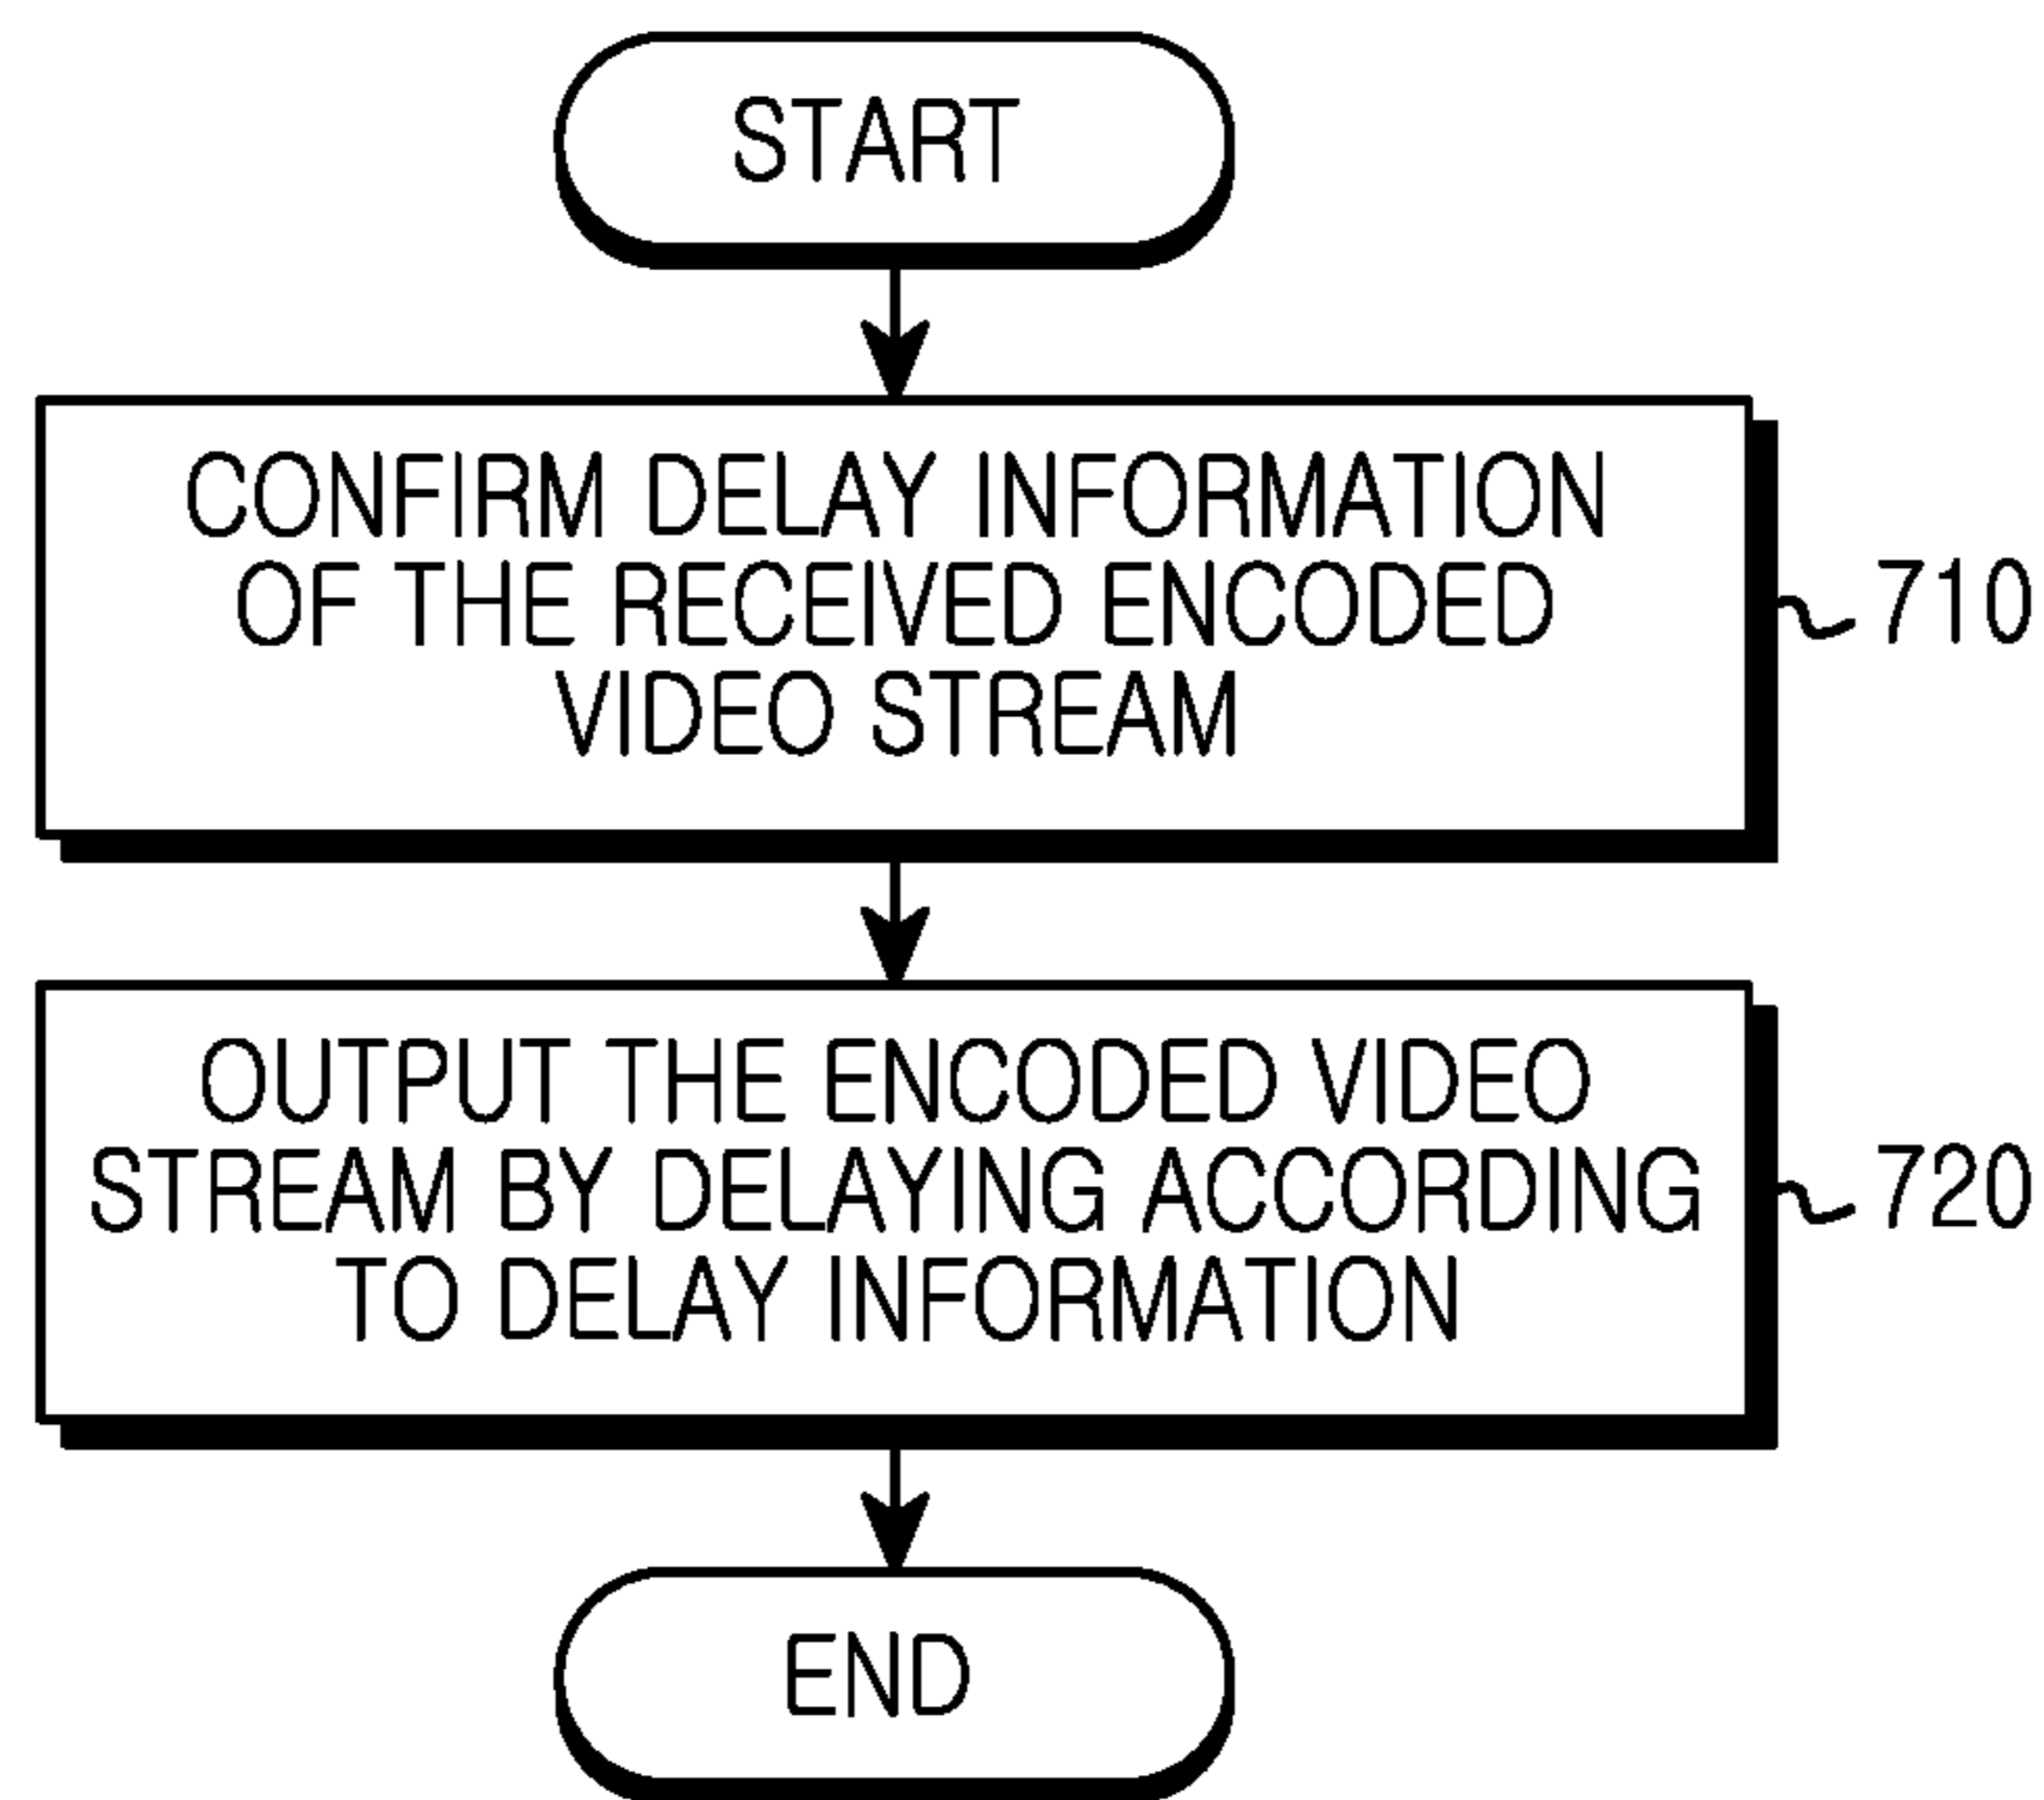 START
CONFIRM DELAY INFORMATION
OF THE RECEIVED ENCODED
VIDEO STREAM
710
OUTPUT THE ENCODED VIDEO
STREAM BY DELAYING ACCORDING
TO DELAY INFORMATION
720
END